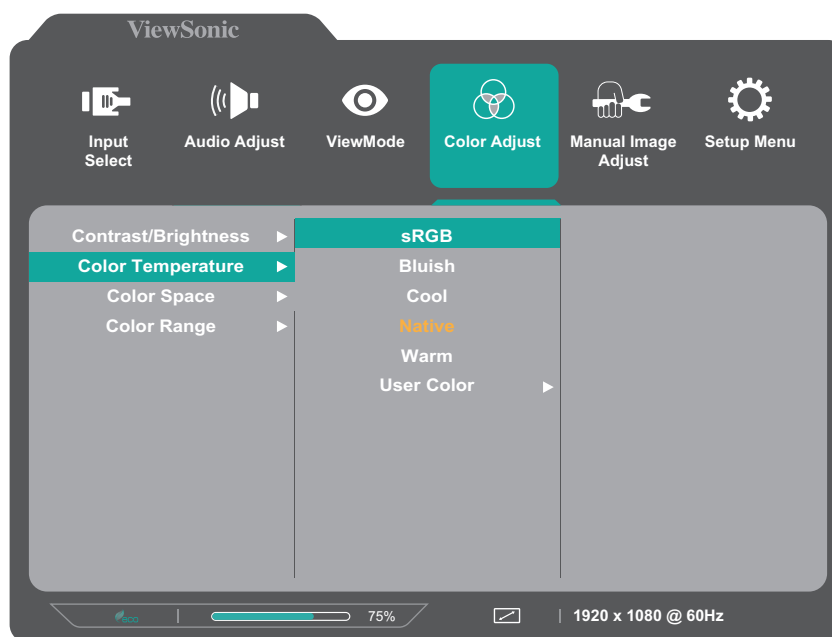 ViewSonic
Input Select
Audio Adjust
ViewMode
Color Adjust
Manual Image Adjust
Setup Menu
Contrast/Brightness
Color Temperature
Color Space
Color Range
sRGB
Bluish
Cool
Native
Warm
User Color
eco
75%
1920 x 1080 @ 60Hz